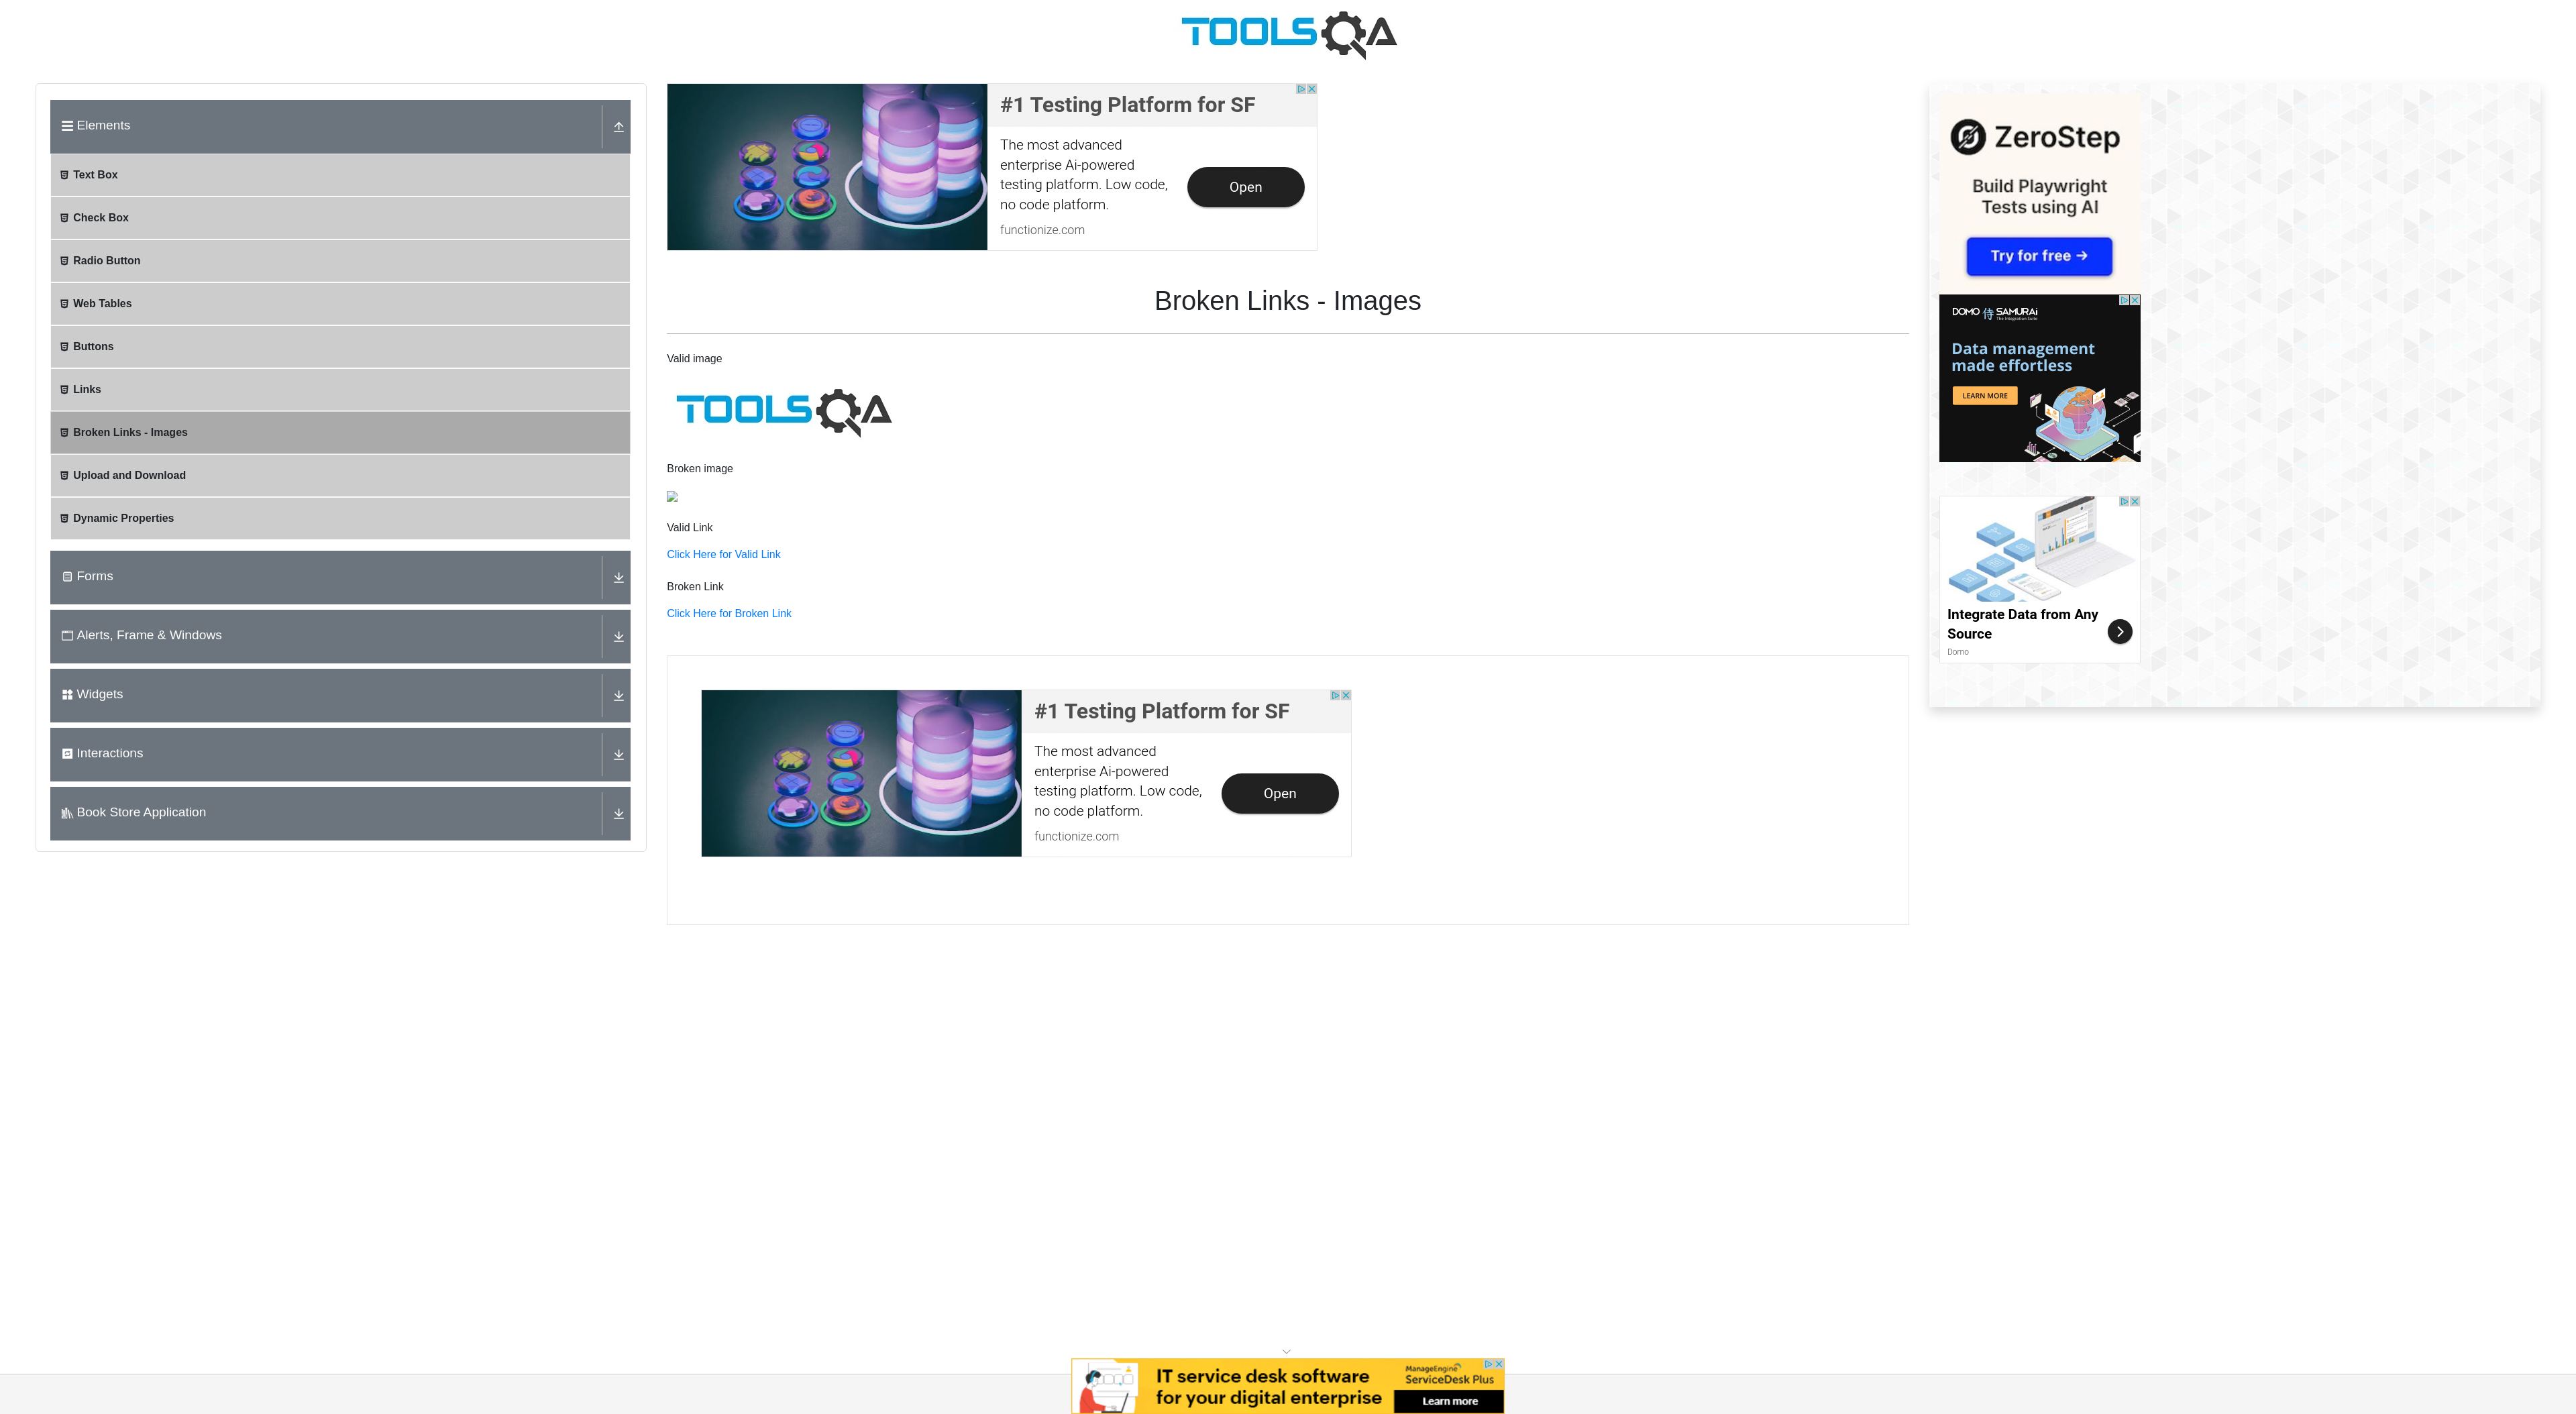 TOOLSQA
Elements
Text Box
Check Box
Radio Button
Web Tables
Buttons
Links
Broken Links - Images
Upload and Download
Dynamic Properties
Forms
Alerts, Frame & Windows
Widgets
Interactions
Book Store Application
#1 Testing Platform for SF
The most advanced
enterprise Ai-powered
testing platform. Low code,
no code platform.
functionize.com
Open
Broken Links - Images
Valid image
TOOLSQA
Broken image
Valid Link
Click Here for Valid Link
Broken Link
Click Here for Broken Link
#1 Testing Platform for SF
The most advanced
enterprise Ai-powered
testing platform. Low code,
no code platform.
functionize.com
Open
ZeroStep
Build Playwright
Tests using AI
Try for free →
DOMO 侍 SAMURAI
The Integration Suite
Data management
made effortless
LEARN MORE
Integrate Data from Any
Source
Domo
IT service desk software
for your digital enterprise
ManageEngine
ServiceDesk Plus
Learn more